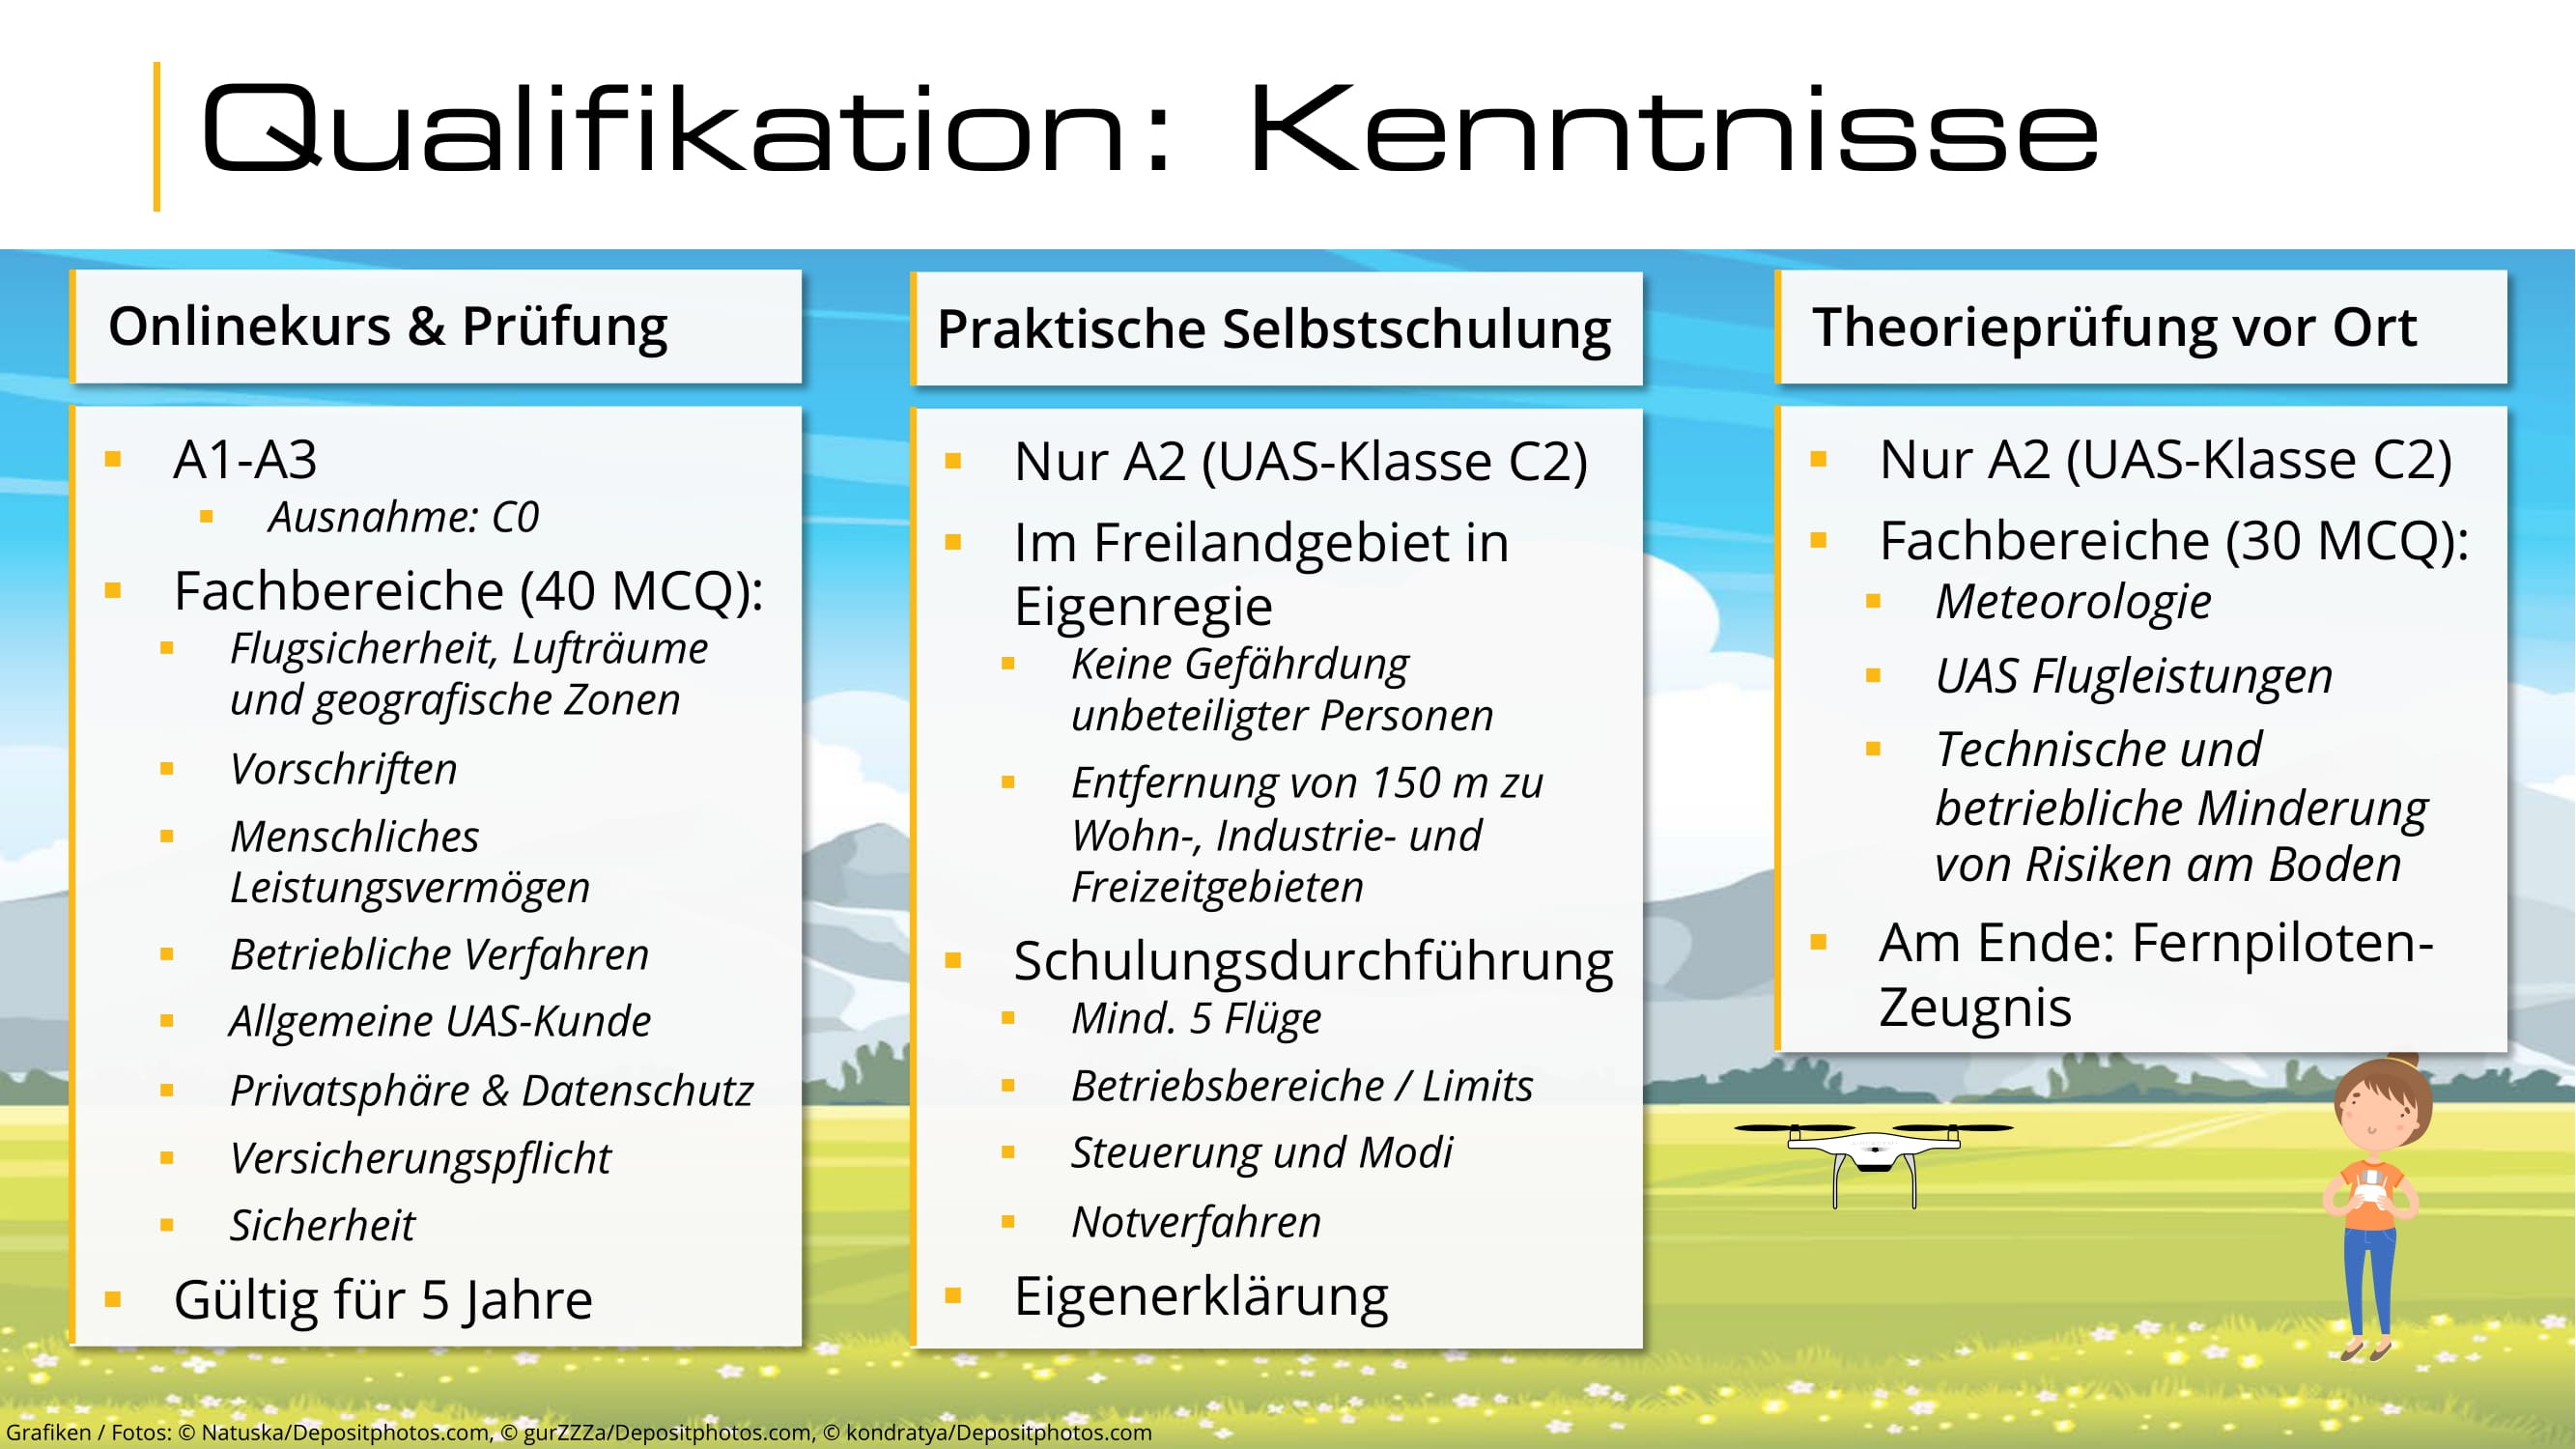 Qualifikation: Kenntnisse
Onlinekurs & Prüfung
A1-A3
Ausnahme: C0
Fachbereiche (40 MCQ):
Flugsicherheit, Lufträume
und geografische Zonen
Vorschriften
Menschliches
Leistungsvermögen
Betriebliche Verfahren
Allgemeine UAS-Kunde
Privatsphäre & Datenschutz
Versicherungspflicht
Sicherheit
Gültig für 5 Jahre
Praktische Selbstschulung
Nur A2 (UAS-Klasse C2)
Im Freilandgebiet in
Eigenregie
Keine Gefährdung
unbeteiligter Personen
Entfernung von 150 m zu
Wohn-, Industrie- und
Freizeitgebieten
Schulungsdurchführung
Mind. 5 Flüge
Betriebsbereiche / Limits
Steuerung und Modi
Notverfahren
Eigenerklärung
Theorieprüfung vor Ort
Nur A2 (UAS-Klasse C2)
Fachbereiche (30 MCQ):
Meteorologie
UAS Flugleistungen
Technische und
betriebliche Minderung
von Risiken am Boden
Am Ende: Fernpiloten-
Zeugnis
Grafiken / Fotos: © Natuska/Depositphotos.com, © gurZZZa/Depositphotos.com, © kondratya/Depositphotos.com